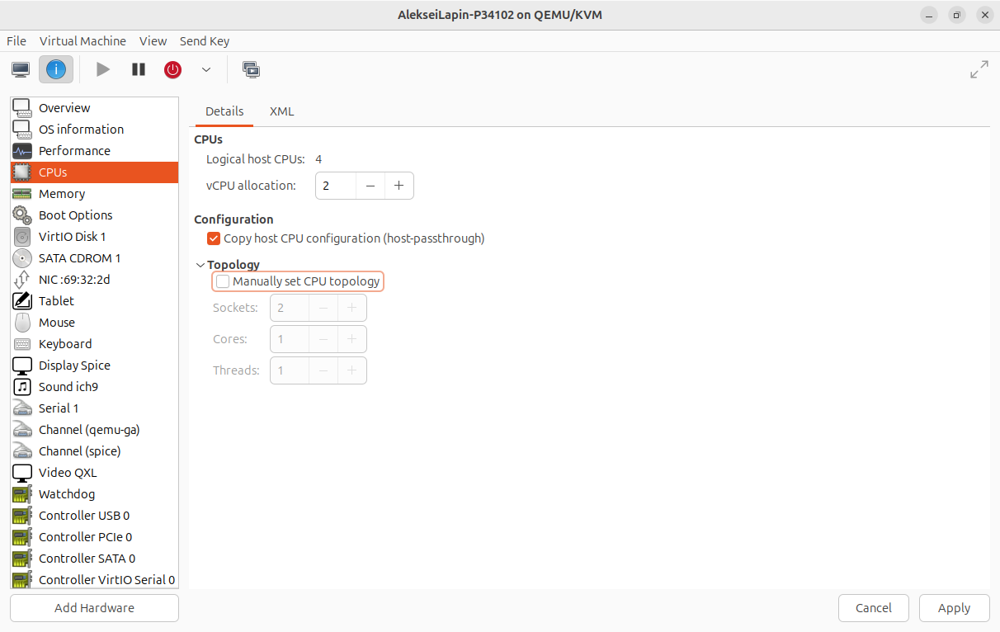 AlekseiLapin-P34102 on QEMU/KVM
File Virtual Machine View Send Key
Overview
OS information
Performance
CPUs
Memory
Boot Options
VirtIO Disk 1
SATA CDROM 1
NIC :69:32:2d
Tablet
Mouse
Keyboard
Display Spice
Sound ich9
Serial 1
Channel (qemu-ga)
Channel (spice)
Video QXL
Watchdog
Controller USB 0
Controller PCIe 0
Controller SATA 0
Controller VirtIO Serial 0
Add Hardware
Details XML
CPUs
Logical host CPUs: 4
vCPU allocation: 2
Configuration
Copy host CPU configuration (host-passthrough)
Topology
Manually set CPU topology
Sockets: 2
Cores: 1
Threads: 1
Cancel Apply